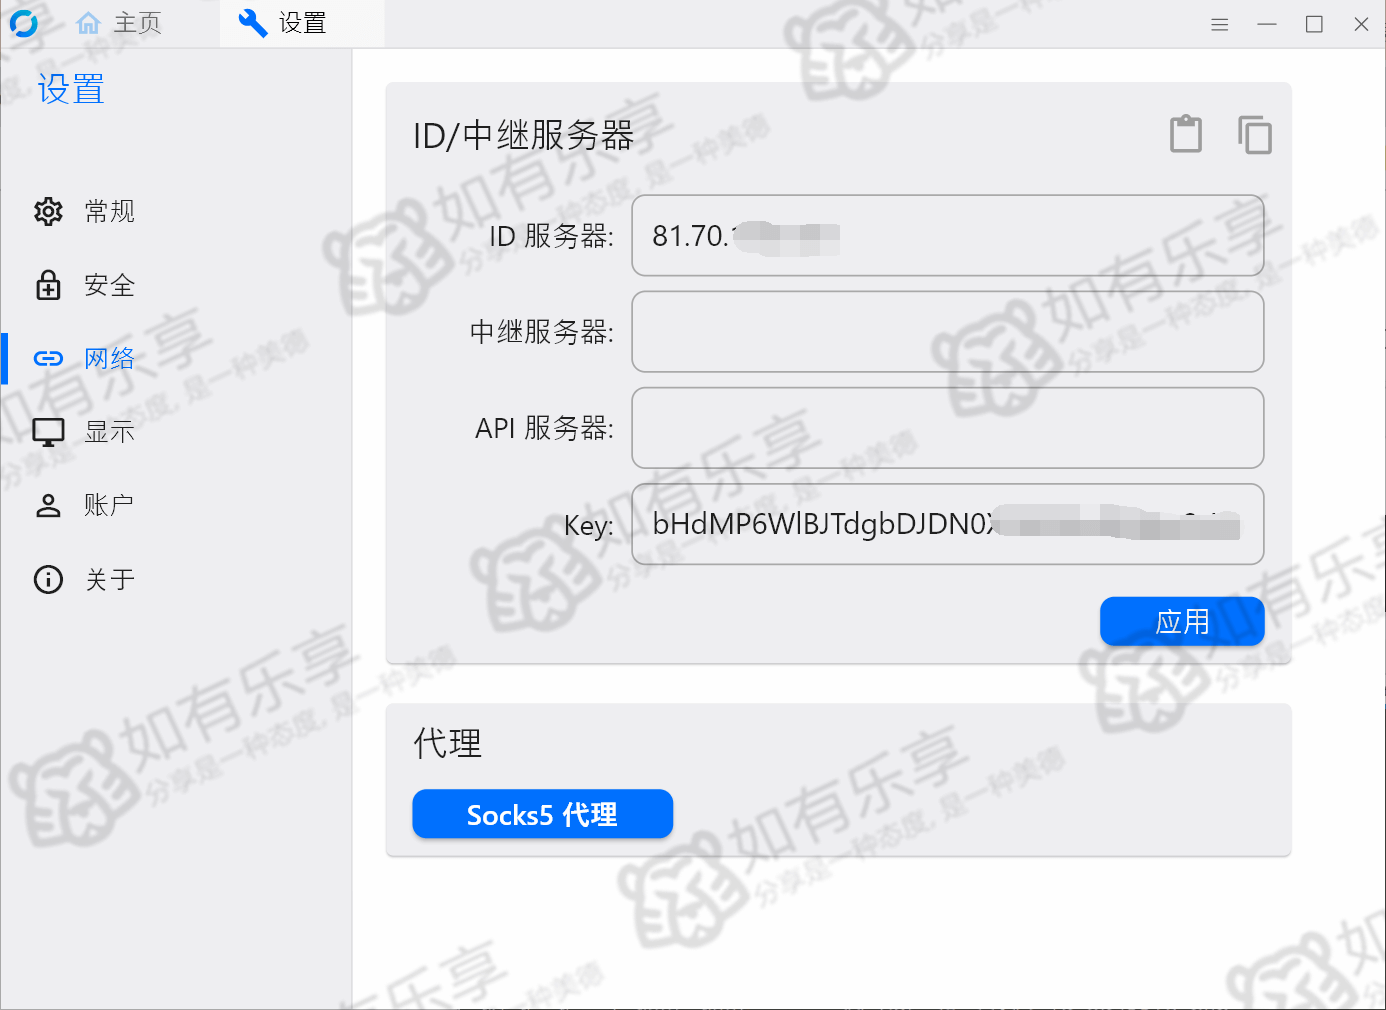 主页
设置
设置
常规
安全
网络
显示
账户
关于
ID/中继服务器
ID 服务器:
81.70.
中继服务器:
API 服务器:
Key:
bHdMP6WlBJTdgbDJDN0
应用
代理
Socks5 代理
如有乐享
分享是一种态度, 是一种美德